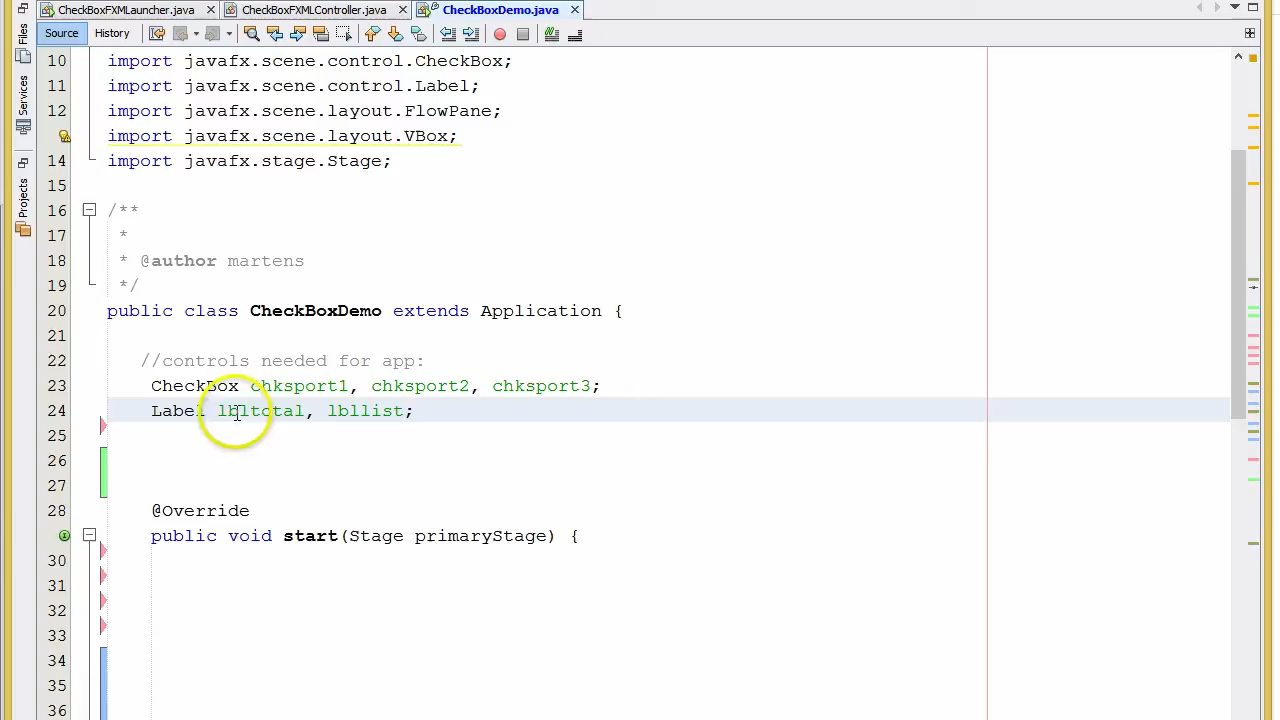 CheckBoxFXMLauncher.java CheckBoxFXMLController.java CheckBoxDemo.java
Source History
Files
Services
Projects
10 import javafx.scene.control.CheckBox;
11 import javafx.scene.control.Label;
12 import javafx.scene.layout.FlowPane;
import javafx.scene.layout.VBox;
14 import javafx.stage.Stage;
15
16 /**
17 *
18 * @author martens
19 */
20 public class CheckBoxDemo extends Application {
21
22 //controls needed for app:
23 CheckBox chksport1, chksport2, chksport3;
24 Label lbltotal, lbllist;
25
26
27
28 @Override
public void start(Stage primaryStage) {
30
31
32
33
34
35
36